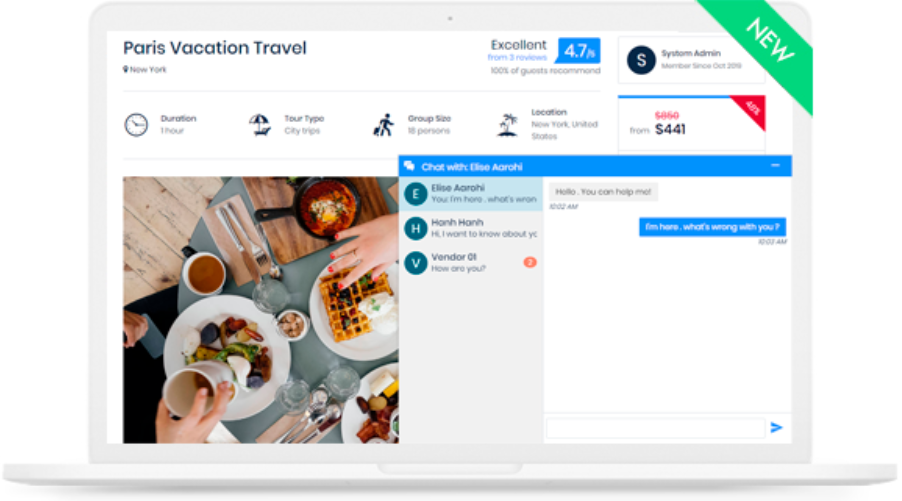 NEW
Paris Vacation Travel
New York
Excellent
from 3 reviews
4.7/5
100% of guests recommend
S
System Admin
Member Since Oct 2019
Duration
1 hour
Tour Type
City trips
Group Size
18 persons
Location
New York, United
States
48%
$850
from $441
Chat with: Elise Aarohi
E
Elise Aarohi
You: I'm here . what's wron
H
Hanh Hanh
Hi, I want to know about yo
V
Vendor 01
How are you?
Hello . You can help me!
10:02 AM
I'm here . what's wrong with you ?
10:03 AM